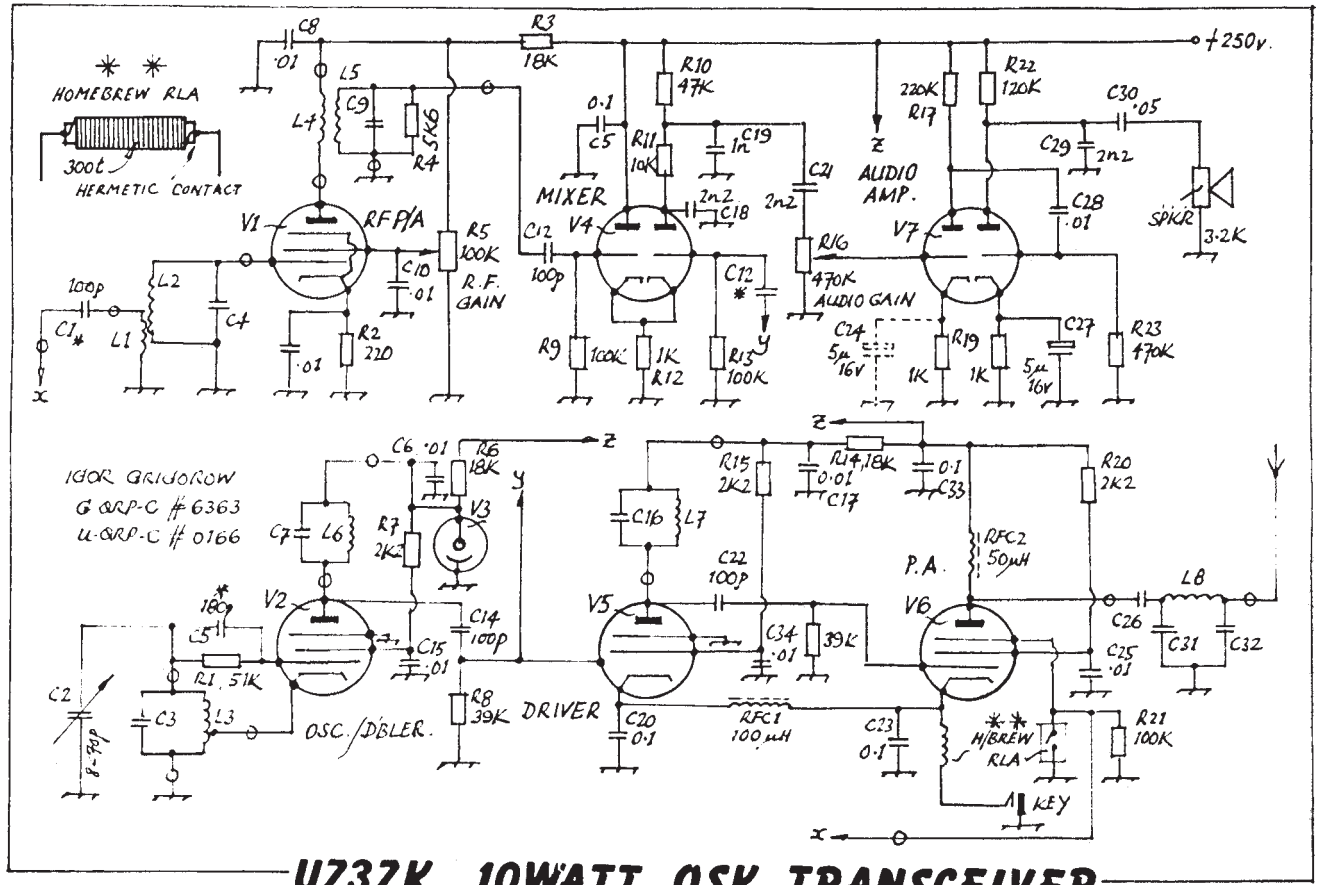 C8
.01
R3
18K
+250v.
* *
HOMEBREW RLA
300t
HERMETIC CONTACT
L5
C9
L4
5K6
R4
R10
47K
0.1
C5
R11
10K
C19
1n
2n2
C18
C21
2n2
Z
AUDIO
AMP.
220K
R17
R22
120K
C30
.05
C29
2n2
C28
.01
SPKR
3.2K
MIXER
V1
RF P/A
R5
100K
R.F.
GAIN
C10
.01
C12
100p
V4
R16
470K
AUDIO GAIN
V7
100p
C1*
L1
L2
C4
.01
R2
220
x
R9
100K
1K
R12
R13
100K
C12
*
y
C24
5µ
16v
R19
1K
1K
C27
5µ
16v
R23
470K
IGOR GRIGOROW
G QRP-C # 6363
U-QRP-C # 0166
C6 .01
R6
18K
Z
y
C7
L6
R7
2K2
V3
C16
L7
R15
2K2
0.01
C17
R14, 18K
Z
0.1
C33
R20
2K2
RFC2
50µH
P.A.
L8
C26
C31
C32
*
180p
C5
V2
R1, 51K
C2
8-70p
C3
L3
OSC./D'BLER.
C15
.01
C14
100p
R8
39K
DRIVER
V5
C22
100p
C34
.01
39K
C20
0.1
RFC1
100µH
C23
0.1
V6
C25
.01
* *
H/BREW
RLA
R21
100K
KEY
x
UZ3ZK 10WATT QSK TRANSCEIVER